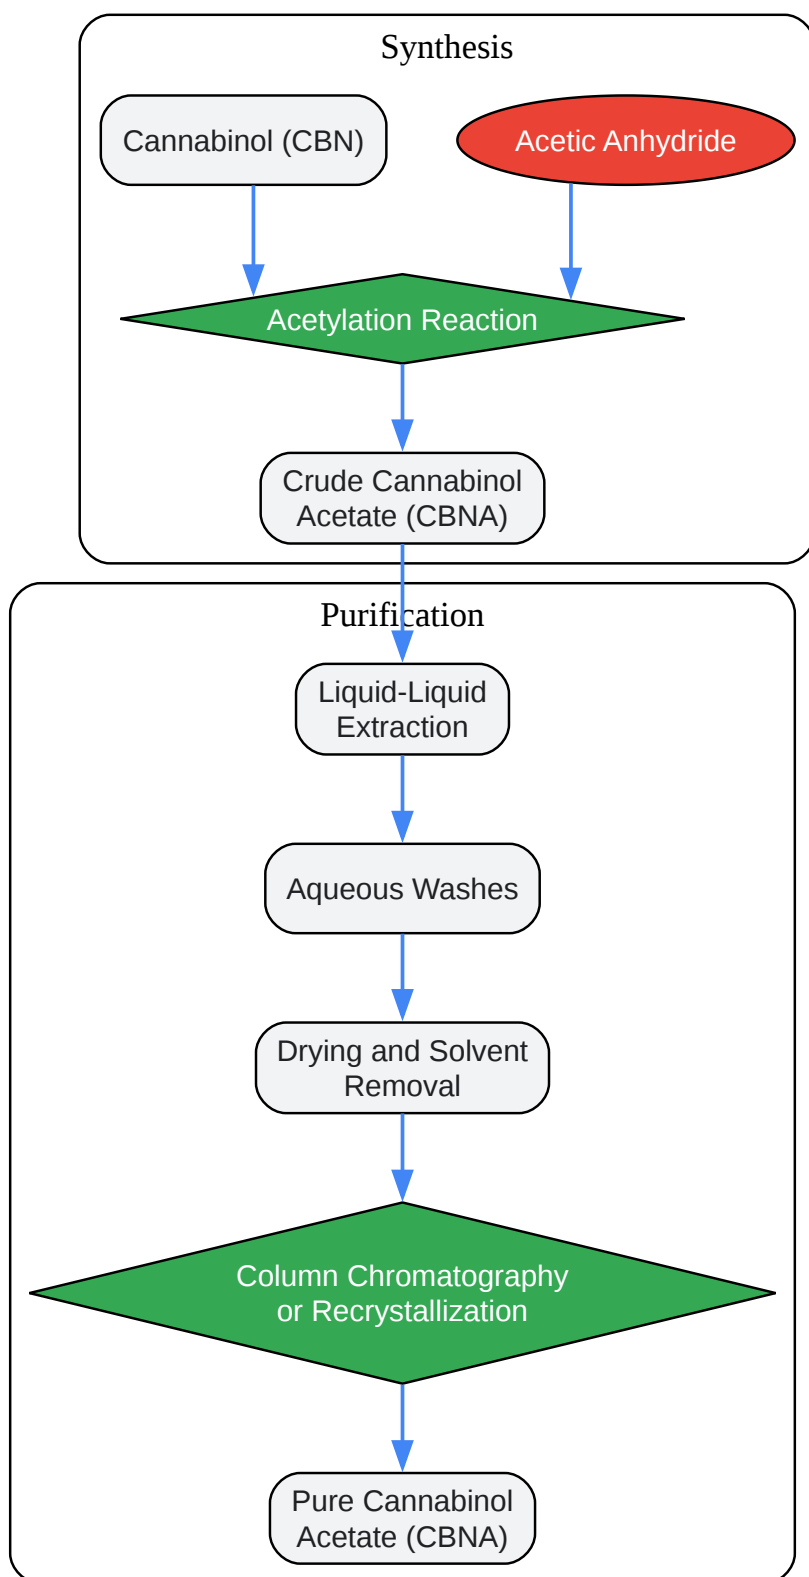 Synthesis
Cannabinol (CBN)
Acetic Anhydride
Acetylation Reaction
Crude Cannabinol
Acetate (CBNA)
Purification
Liquid-Liquid
Extraction
Aqueous Washes
Drying and Solvent
Removal
Column Chromatography
or Recrystallization
Pure Cannabinol
Acetate (CBNA)